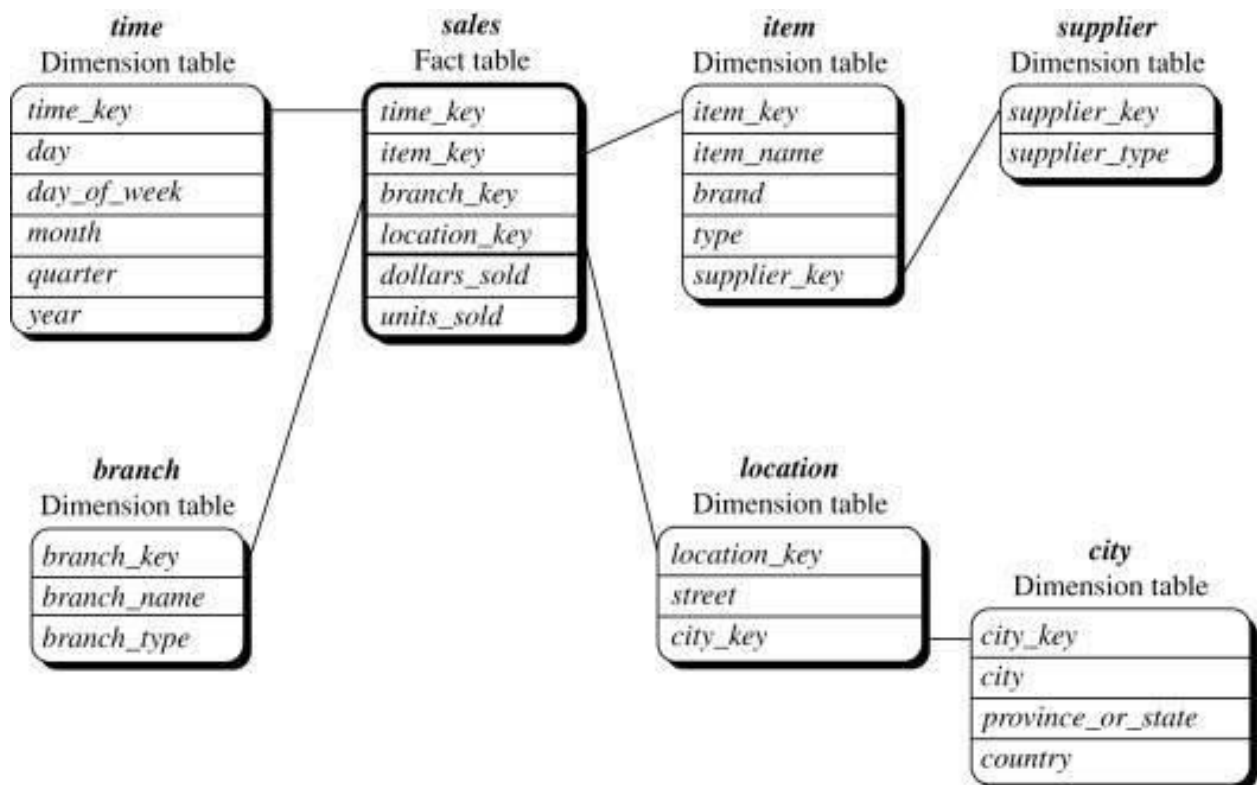 time
Dimension table
time_key
day
day_of_week
month
quarter
year
sales
Fact table
time_key
item_key
branch_key
location_key
dollars_sold
units_sold
item
Dimension table
item_key
item_name
brand
type
supplier_key
supplier
Dimension table
supplier_key
supplier_type
branch
Dimension table
branch_key
branch_name
branch_type
location
Dimension table
location_key
street
city_key
city
Dimension table
city_key
city
province_or_state
country